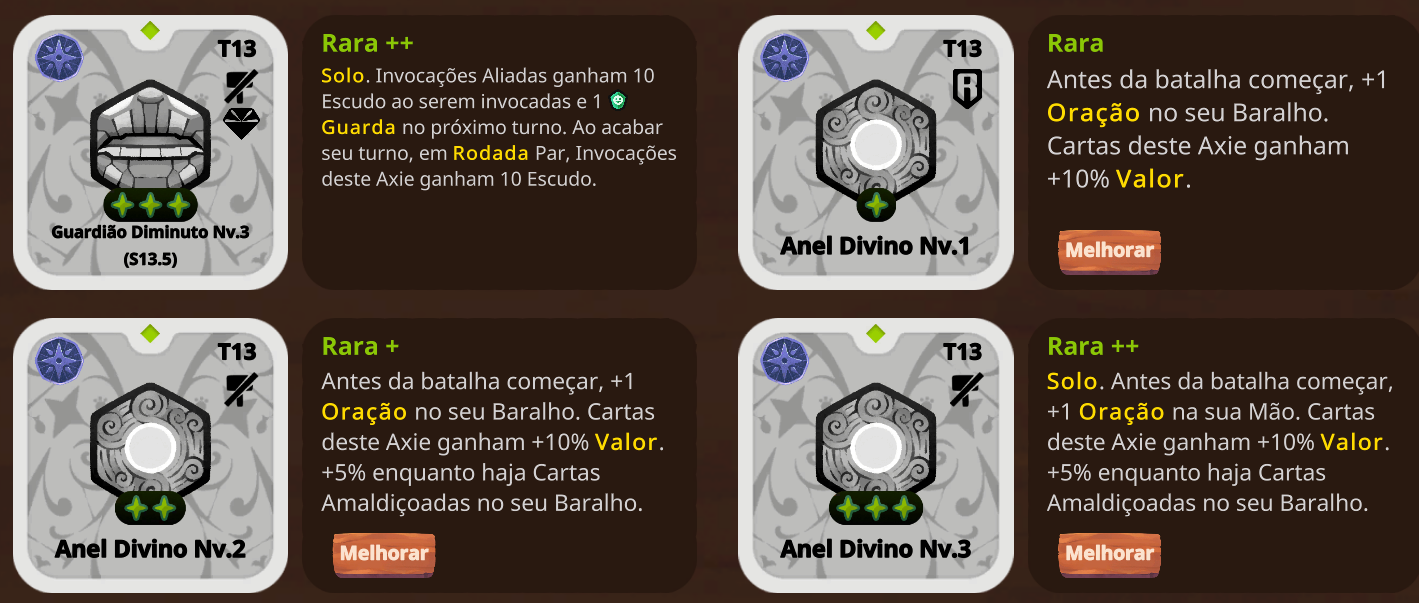 T13
Guardião Diminuto Nv.3
(S13.5)
Rara ++
Solo. Invocações Aliadas ganham 10
Escudo ao serem invocadas e 1
Guarda no próximo turno. Ao acabar
seu turno, em Rodada Par, Invocações
deste Axie ganham 10 Escudo.
T13
R
Anel Divino Nv.1
Rara
Antes da batalha começar, +1
Oração no seu Baralho.
Cartas deste Axie ganham
+10% Valor.
Melhorar
T13
Anel Divino Nv.2
Rara +
Antes da batalha começar, +1
Oração no seu Baralho. Cartas
deste Axie ganham +10% Valor.
+5% enquanto haja Cartas
Amaldiçoadas no seu Baralho.
Melhorar
T13
Anel Divino Nv.3
Rara ++
Solo. Antes da batalha começar,
+1 Oração na sua Mão. Cartas
deste Axie ganham +10% Valor.
+5% enquanto haja Cartas
Amaldiçoadas no seu Baralho.
Melhorar